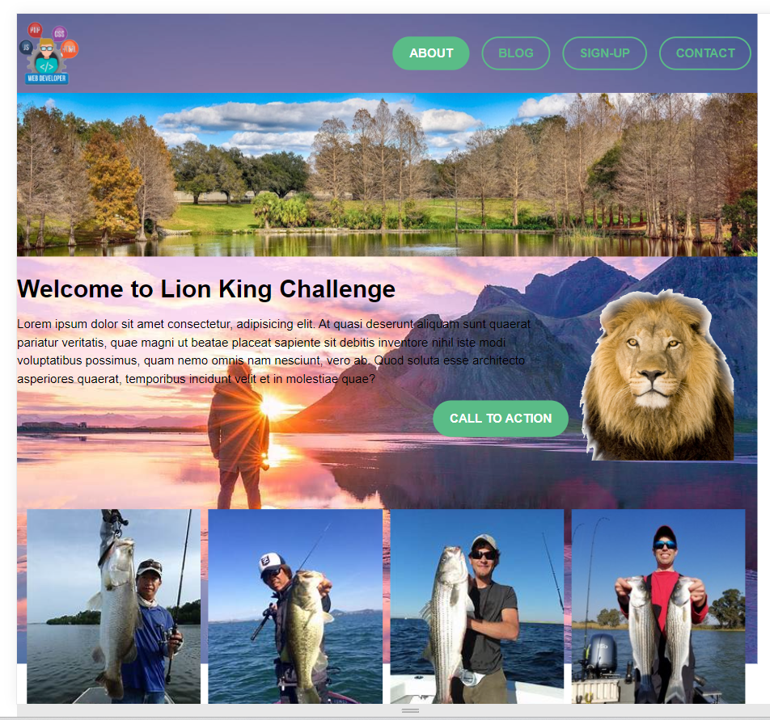 PHP
WEB DEVELOPER
</>
ABOUT
BLOG
SIGN-UP
CONTACT
Welcome to Lion King Challenge
Lorem ipsum dolor sit amet consectetur, adipisicing elit. At quasi deserunt aliquam sunt quaerat
pariatur veritatis, quae magni ut beatae placeat sapiente sit debitis inventore nihil iste modi
voluptatibus possimus, quam nemo omnis nam nesciunt, vero ab. Quod soluta esse architecto
asperiores quaerat, temporibus incidunt velit et in molestiae quae?
CALL TO ACTION